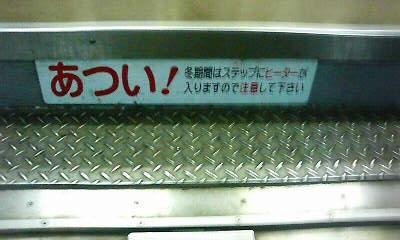 あつい!
冬期間はステップにヒーターが
入りますので注意して下さい